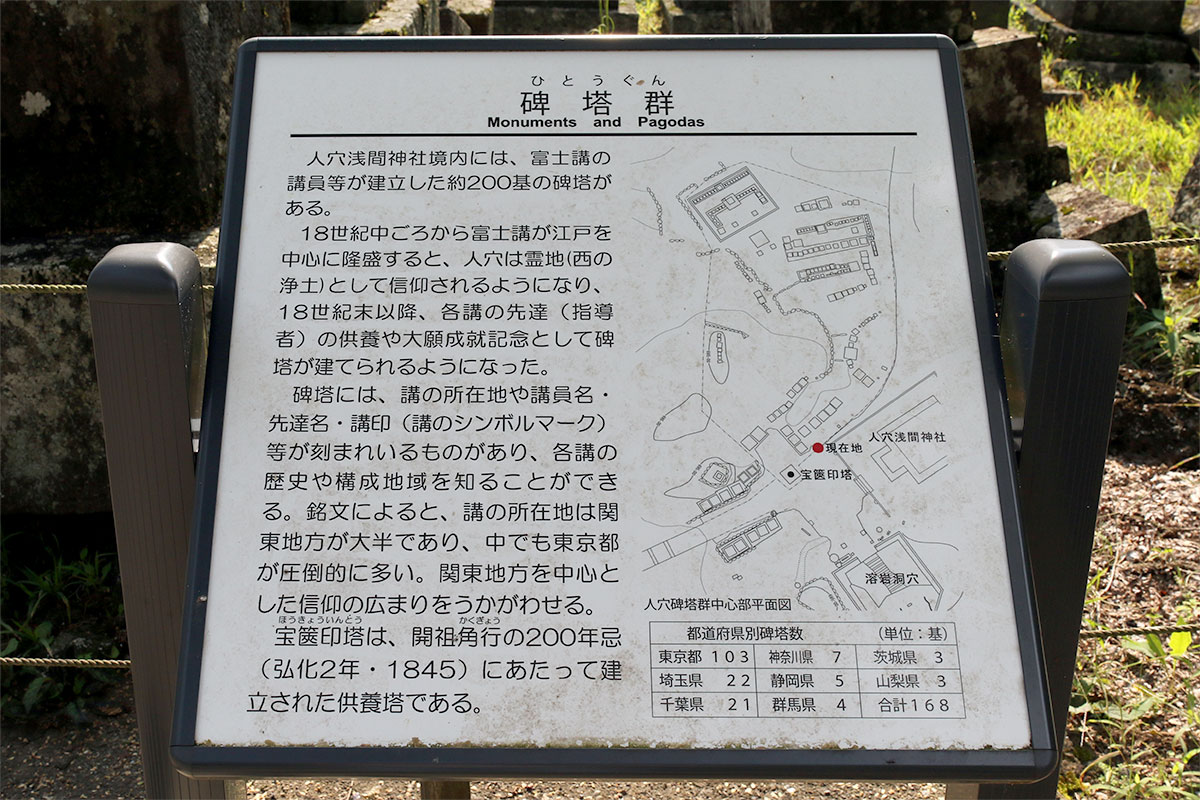 ひとうぐん
碑塔群
Monuments and Pagodas
人穴浅間神社境内には、富士講の
講員等が建立した約200基の碑塔が
ある。
18世紀中ごろから富士講が江戸を
中心に隆盛すると、人穴は霊地(西の
浄土)として信仰されるようになり、
18世紀末以降、各講の先達（指導
者）の供養や大願成就記念として碑
塔が建てられるようになった。
碑塔には、講の所在地や講員名・
先達名・講印（講のシンボルマーク）
等が刻まれいるものがあり、各講の
歴史や構成地域を知ることができ
る。銘文によると、講の所在地は関
東地方が大半であり、中でも東京都
が圧倒的に多い。関東地方を中心と
した信仰の広まりをうかがわせる。
ほうきょういんとう かくぎょう
宝篋印塔は、開祖角行の200年忌
（弘化2年・1845）にあたって建
立された供養塔である。
現在地
人穴浅間神社
宝篋印塔
溶岩洞穴
人穴碑塔群中心部平面図
都道府県別碑塔数 （単位：基）
東京都 103 神奈川県 7 茨城県 3
埼玉県 22 静岡県 5 山梨県 3
千葉県 21 群馬県 4 合計168